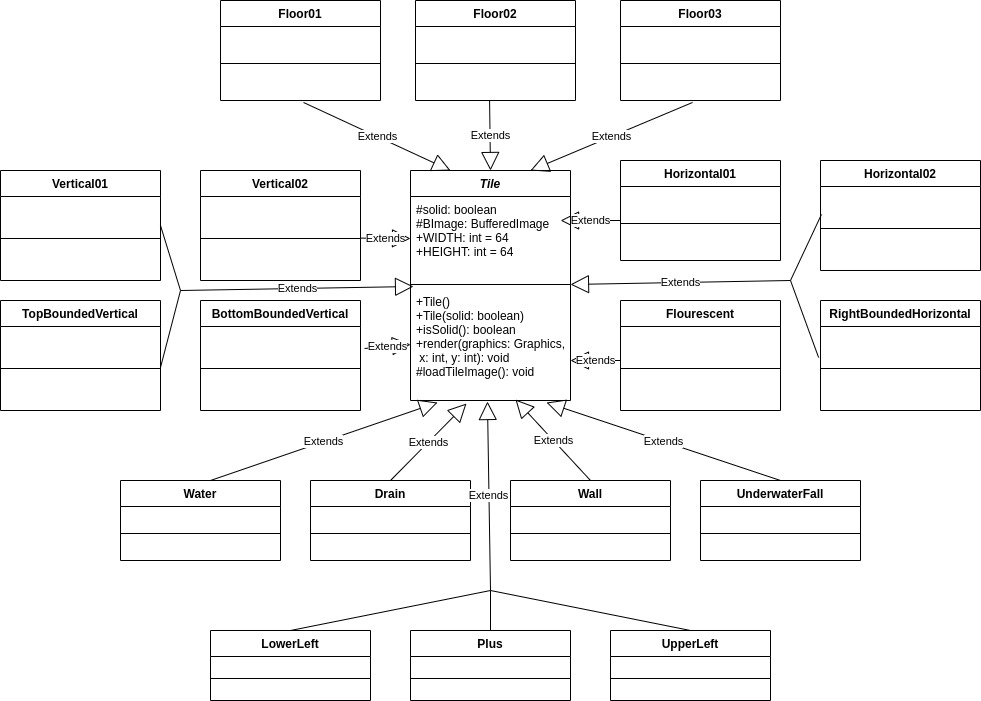 Floor01
Floor02
Floor03
Extends
Extends
Extends
Vertical01
Vertical02
Tile
Horizontal01
Horizontal02
#solid: boolean
#BImage: BufferedImage
+WIDTH: int = 64
+HEIGHT: int = 64
Extends
Extends
Extends
Extends
TopBoundedVertical
BottomBoundedVertical
Flourescent
RightBoundedHorizontal
+Tile()
+Tile(solid: boolean)
+isSolid(): boolean
+render(graphics: Graphics,
x: int, y: int): void
#loadTileImage(): void
Extends
Extends
Extends
Extends
Extends
Extends
Water
Drain
Extends
Wall
UnderwaterFall
LowerLeft
Plus
UpperLeft